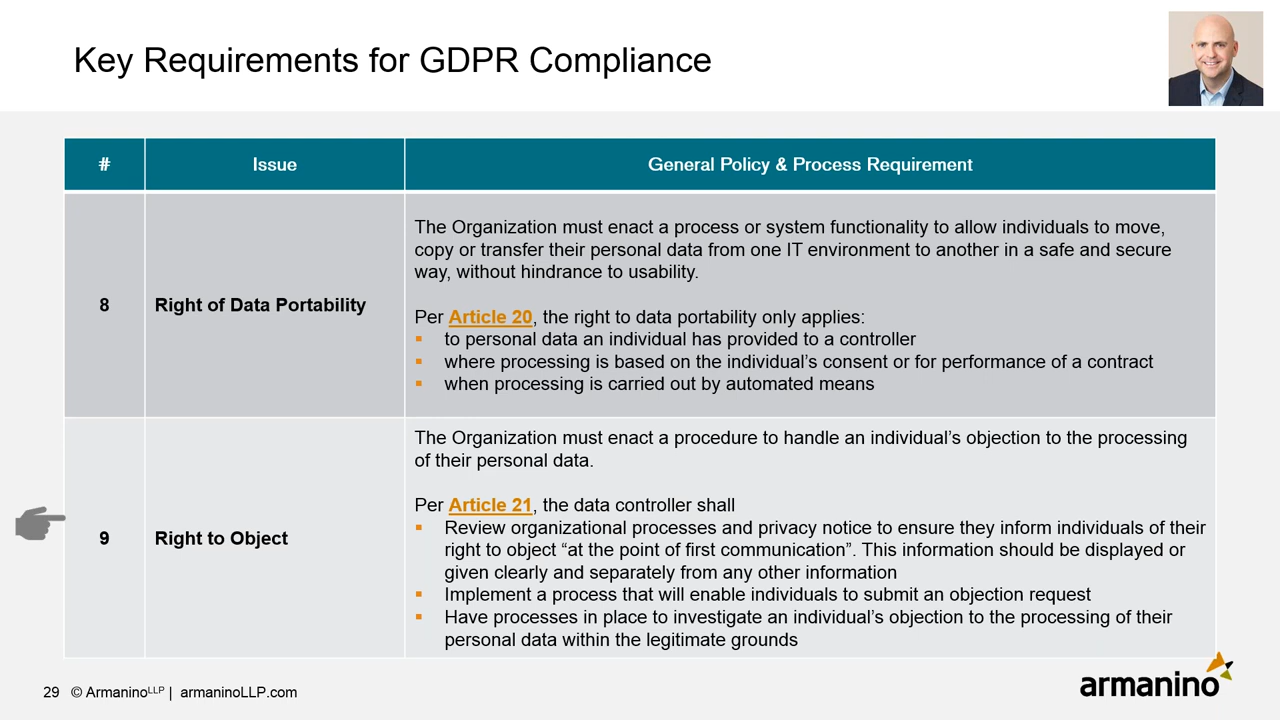 Key Requirements for GDPR Compliance
# Issue General Policy & Process Requirement
8
Right of Data Portability
The Organization must enact a process or system functionality to allow individuals to move,
copy or transfer their personal data from one IT environment to another in a safe and secure
way, without hindrance to usability.
Per Article 20, the right to data portability only applies:
▪ to personal data an individual has provided to a controller
▪ where processing is based on the individual’s consent or for performance of a contract
▪ when processing is carried out by automated means
9
Right to Object
The Organization must enact a procedure to handle an individual’s objection to the processing
of their personal data.
Per Article 21, the data controller shall
▪ Review organizational processes and privacy notice to ensure they inform individuals of their
right to object “at the point of first communication”. This information should be displayed or
given clearly and separately from any other information
▪ Implement a process that will enable individuals to submit an objection request
▪ Have processes in place to investigate an individual’s objection to the processing of their
personal data within the legitimate grounds
29 © ArmaninoLLP | armaninoLLP.com
armanino